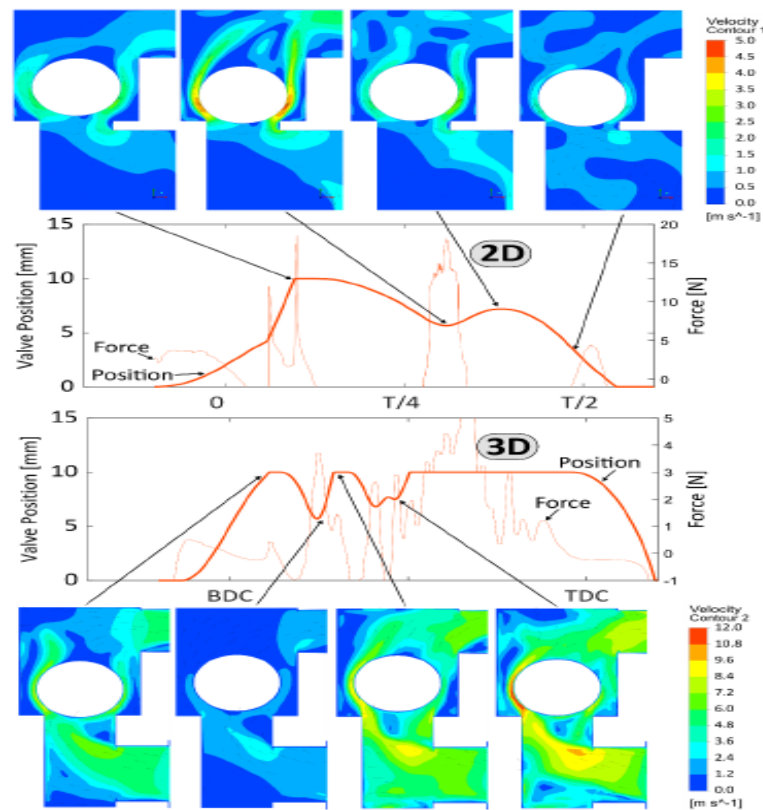 Velocity
Contour 1
5.0
4.5
4.0
3.5
3.0
2.5
2.0
1.5
1.0
0.5
0.0
[m s^-1]
15
10
5
0
Valve Position [mm]
2D
Force
Position
20
15
10
5
0
Force [N]
0
T/4
T/2
15
10
5
0
Valve Position [mm]
3D
Position
Force
5
4
3
2
1
0
-1
Force [N]
BDC
TDC
Velocity
Contour 2
12.0
10.8
9.6
8.4
7.2
6.0
4.8
3.6
2.4
1.2
0.0
[m s^-1]